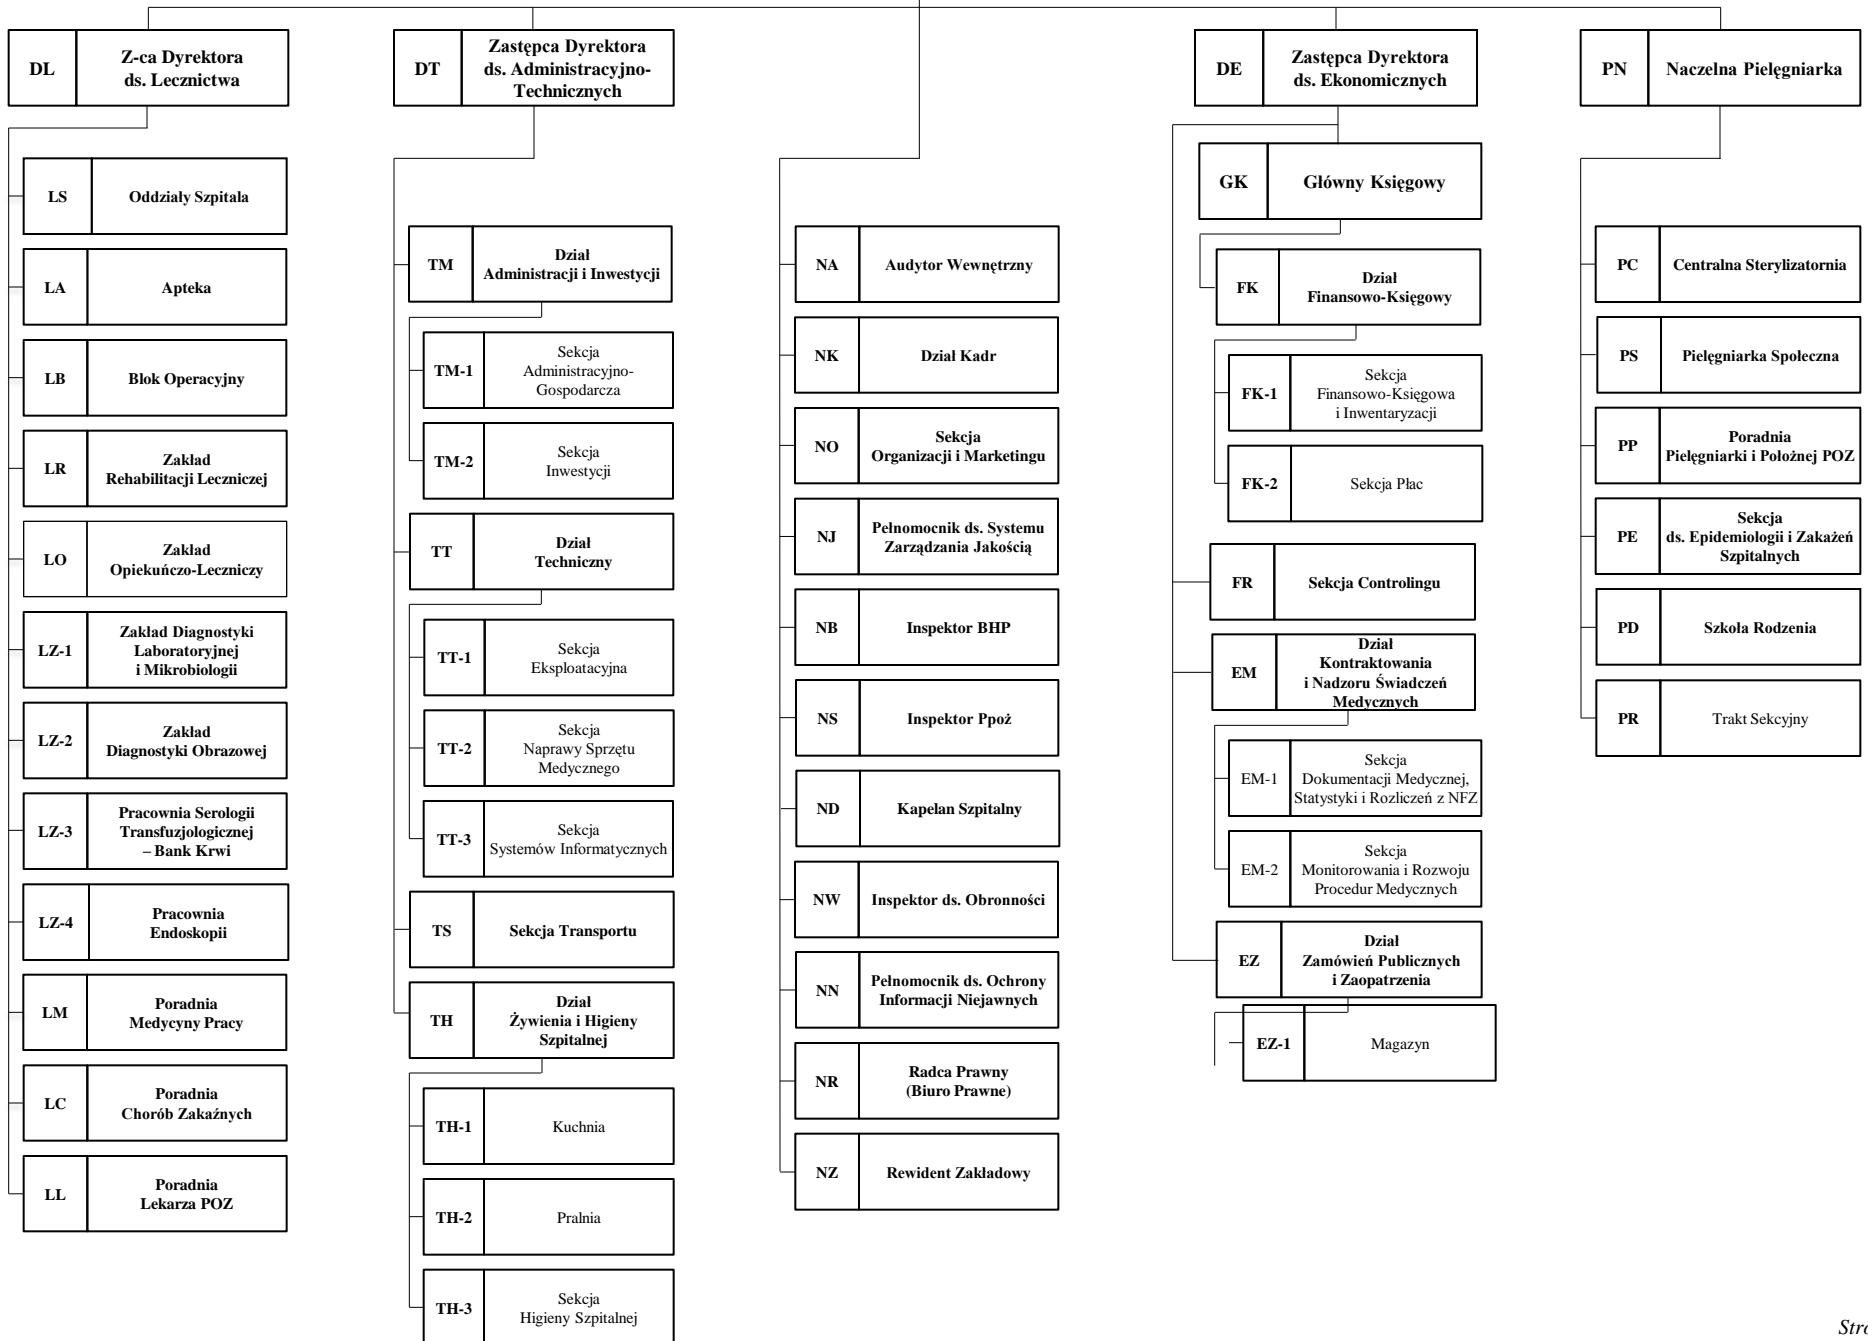 DL
Z-ca Dyrektora
ds. Lecznictwa
LS
Oddziały Szpitala
LA
Apteka
LB
Blok Operacyjny
LR
Zakład
Rehabilitacji Leczniczej
LO
Zakład
Opiekuńczo-Leczniczy
LZ-1
Zakład Diagnostyki
Laboratoryjnej
i Mikrobiologii
LZ-2
Zakład
Diagnostyki Obrazowej
LZ-3
Pracownia Serologii
Transfuzjologicznej
– Bank Krwi
LZ-4
Pracownia
Endoskopii
LM
Poradnia
Medycyny Pracy
LC
Poradnia
Chorób Zakaźnych
LL
Poradnia
Lekarza POZ
DT
Zastępca Dyrektora
ds. Administracyjno-
Technicznych
TM
Dział
Administracji i Inwestycji
TM-1
Sekcja
Administracyjno-
Gospodarcza
TM-2
Sekcja
Inwestycji
TT
Dział
Techniczny
TT-1
Sekcja
Eksploatacyjna
TT-2
Sekcja
Naprawy Sprzętu
Medycznego
TT-3
Sekcja
Systemów Informatycznych
TS
Sekcja Transportu
TH
Dział
Żywienia i Higieny
Szpitalnej
TH-1
Kuchnia
TH-2
Pralnia
TH-3
Sekcja
Higieny Szpitalnej
NA
Audytor Wewnętrzny
NK
Dział Kadr
NO
Sekcja
Organizacji i Marketingu
NJ
Pełnomocnik ds. Systemu
Zarządzania Jakością
NB
Inspektor BHP
NS
Inspektor Ppoż
ND
Kapelan Szpitalny
NW
Inspektor ds. Obronności
NN
Pełnomocnik ds. Ochrony
Informacji Niejawnych
NR
Radca Prawny
(Biuro Prawne)
NZ
Rewident Zakładowy
DE
Zastępca Dyrektora
ds. Ekonomicznych
GK
Główny Księgowy
FK
Dział
Finansowo-Księgowy
FK-1
Sekcja
Finansowo-Księgowa
i Inwentaryzacji
FK-2
Sekcja Płac
FR
Sekcja Controlingu
EM
Dział
Kontraktowania
i Nadzoru Świadczeń
Medycznych
EM-1
Sekcja
Dokumentacji Medycznej,
Statystyki i Rozliczeń z NFZ
EM-2
Sekcja
Monitorowania i Rozwoju
Procedur Medycznych
EZ
Dział
Zamówień Publicznych
i Zaopatrzenia
EZ-1
Magazyn
PN
Naczelna Pielęgniarka
PC
Centralna Sterylizatornia
PS
Pielęgniarka Społeczna
PP
Poradnia
Pielęgniarki i Położnej POZ
PE
Sekcja
ds. Epidemiologii i Zakażeń
Szpitalnych
PD
Szkoła Rodzenia
PR
Trakt Sekcyjny
Stro